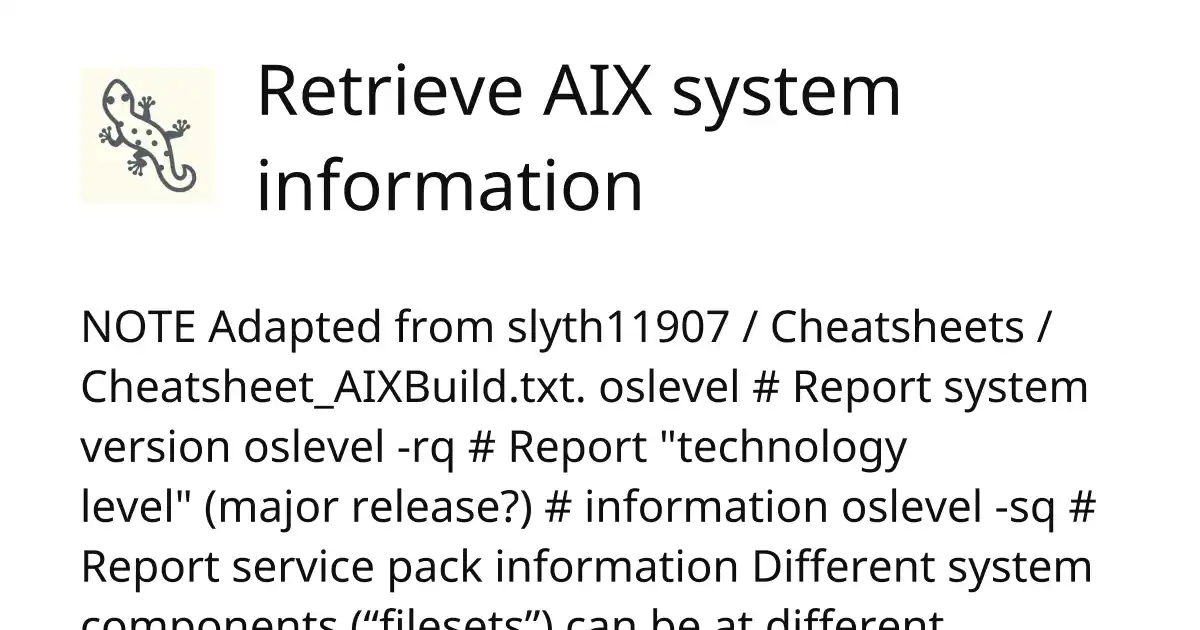 Retrieve AIX system
information
NOTE Adapted from slyth11907 / Cheatsheets /
Cheatsheet_AIXBuild.txt. oslevel # Report system
version oslevel -rq # Report "technology
level" (major release?) # information oslevel -sq #
Report service pack information Different system
components (“filesets”) can be at different